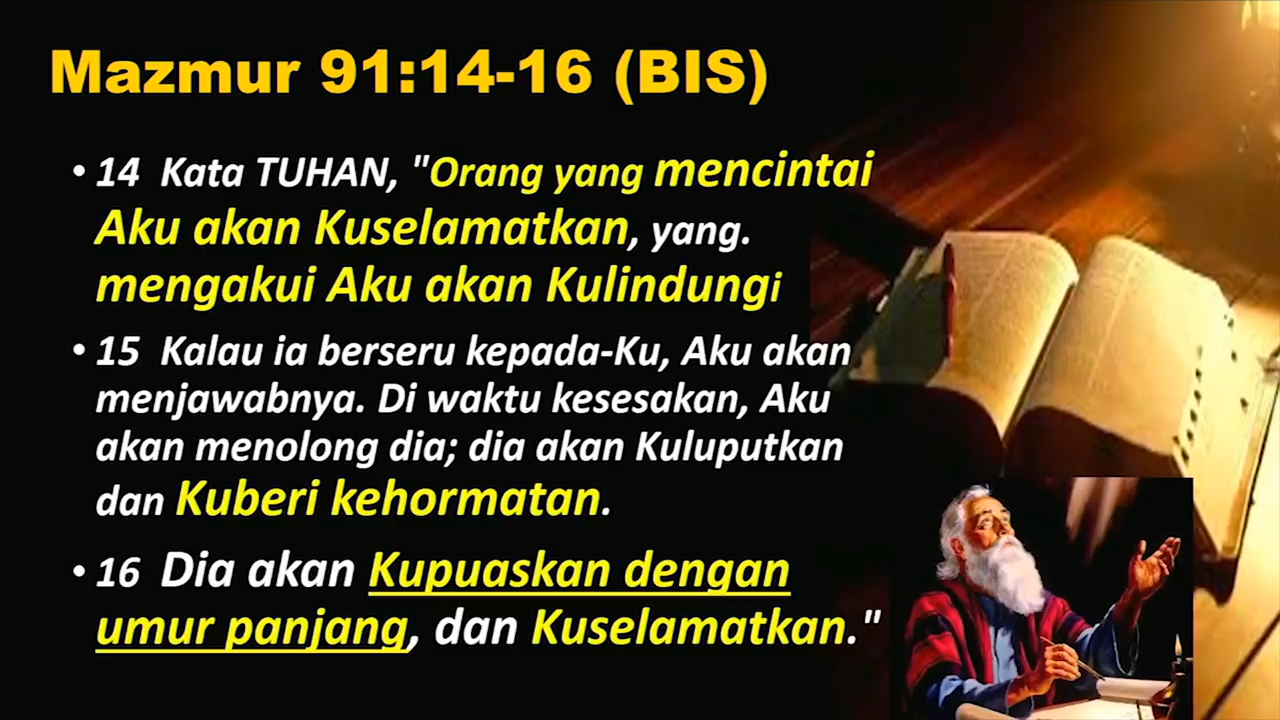 Mazmur 91:14-16 (BIS)
• 14 Kata TUHAN, "Orang yang mencintai
Aku akan Kuselamatkan, yang.
mengakui Aku akan Kulindungi
• 15 Kalau ia berseru kepada-Ku, Aku akan
menjawabnya. Di waktu kesesakan, Aku
akan menolong dia; dia akan Kuluputkan
dan Kuberi kehormatan.
• 16 Dia akan Kupuaskan dengan
umur panjang, dan Kuselamatkan."